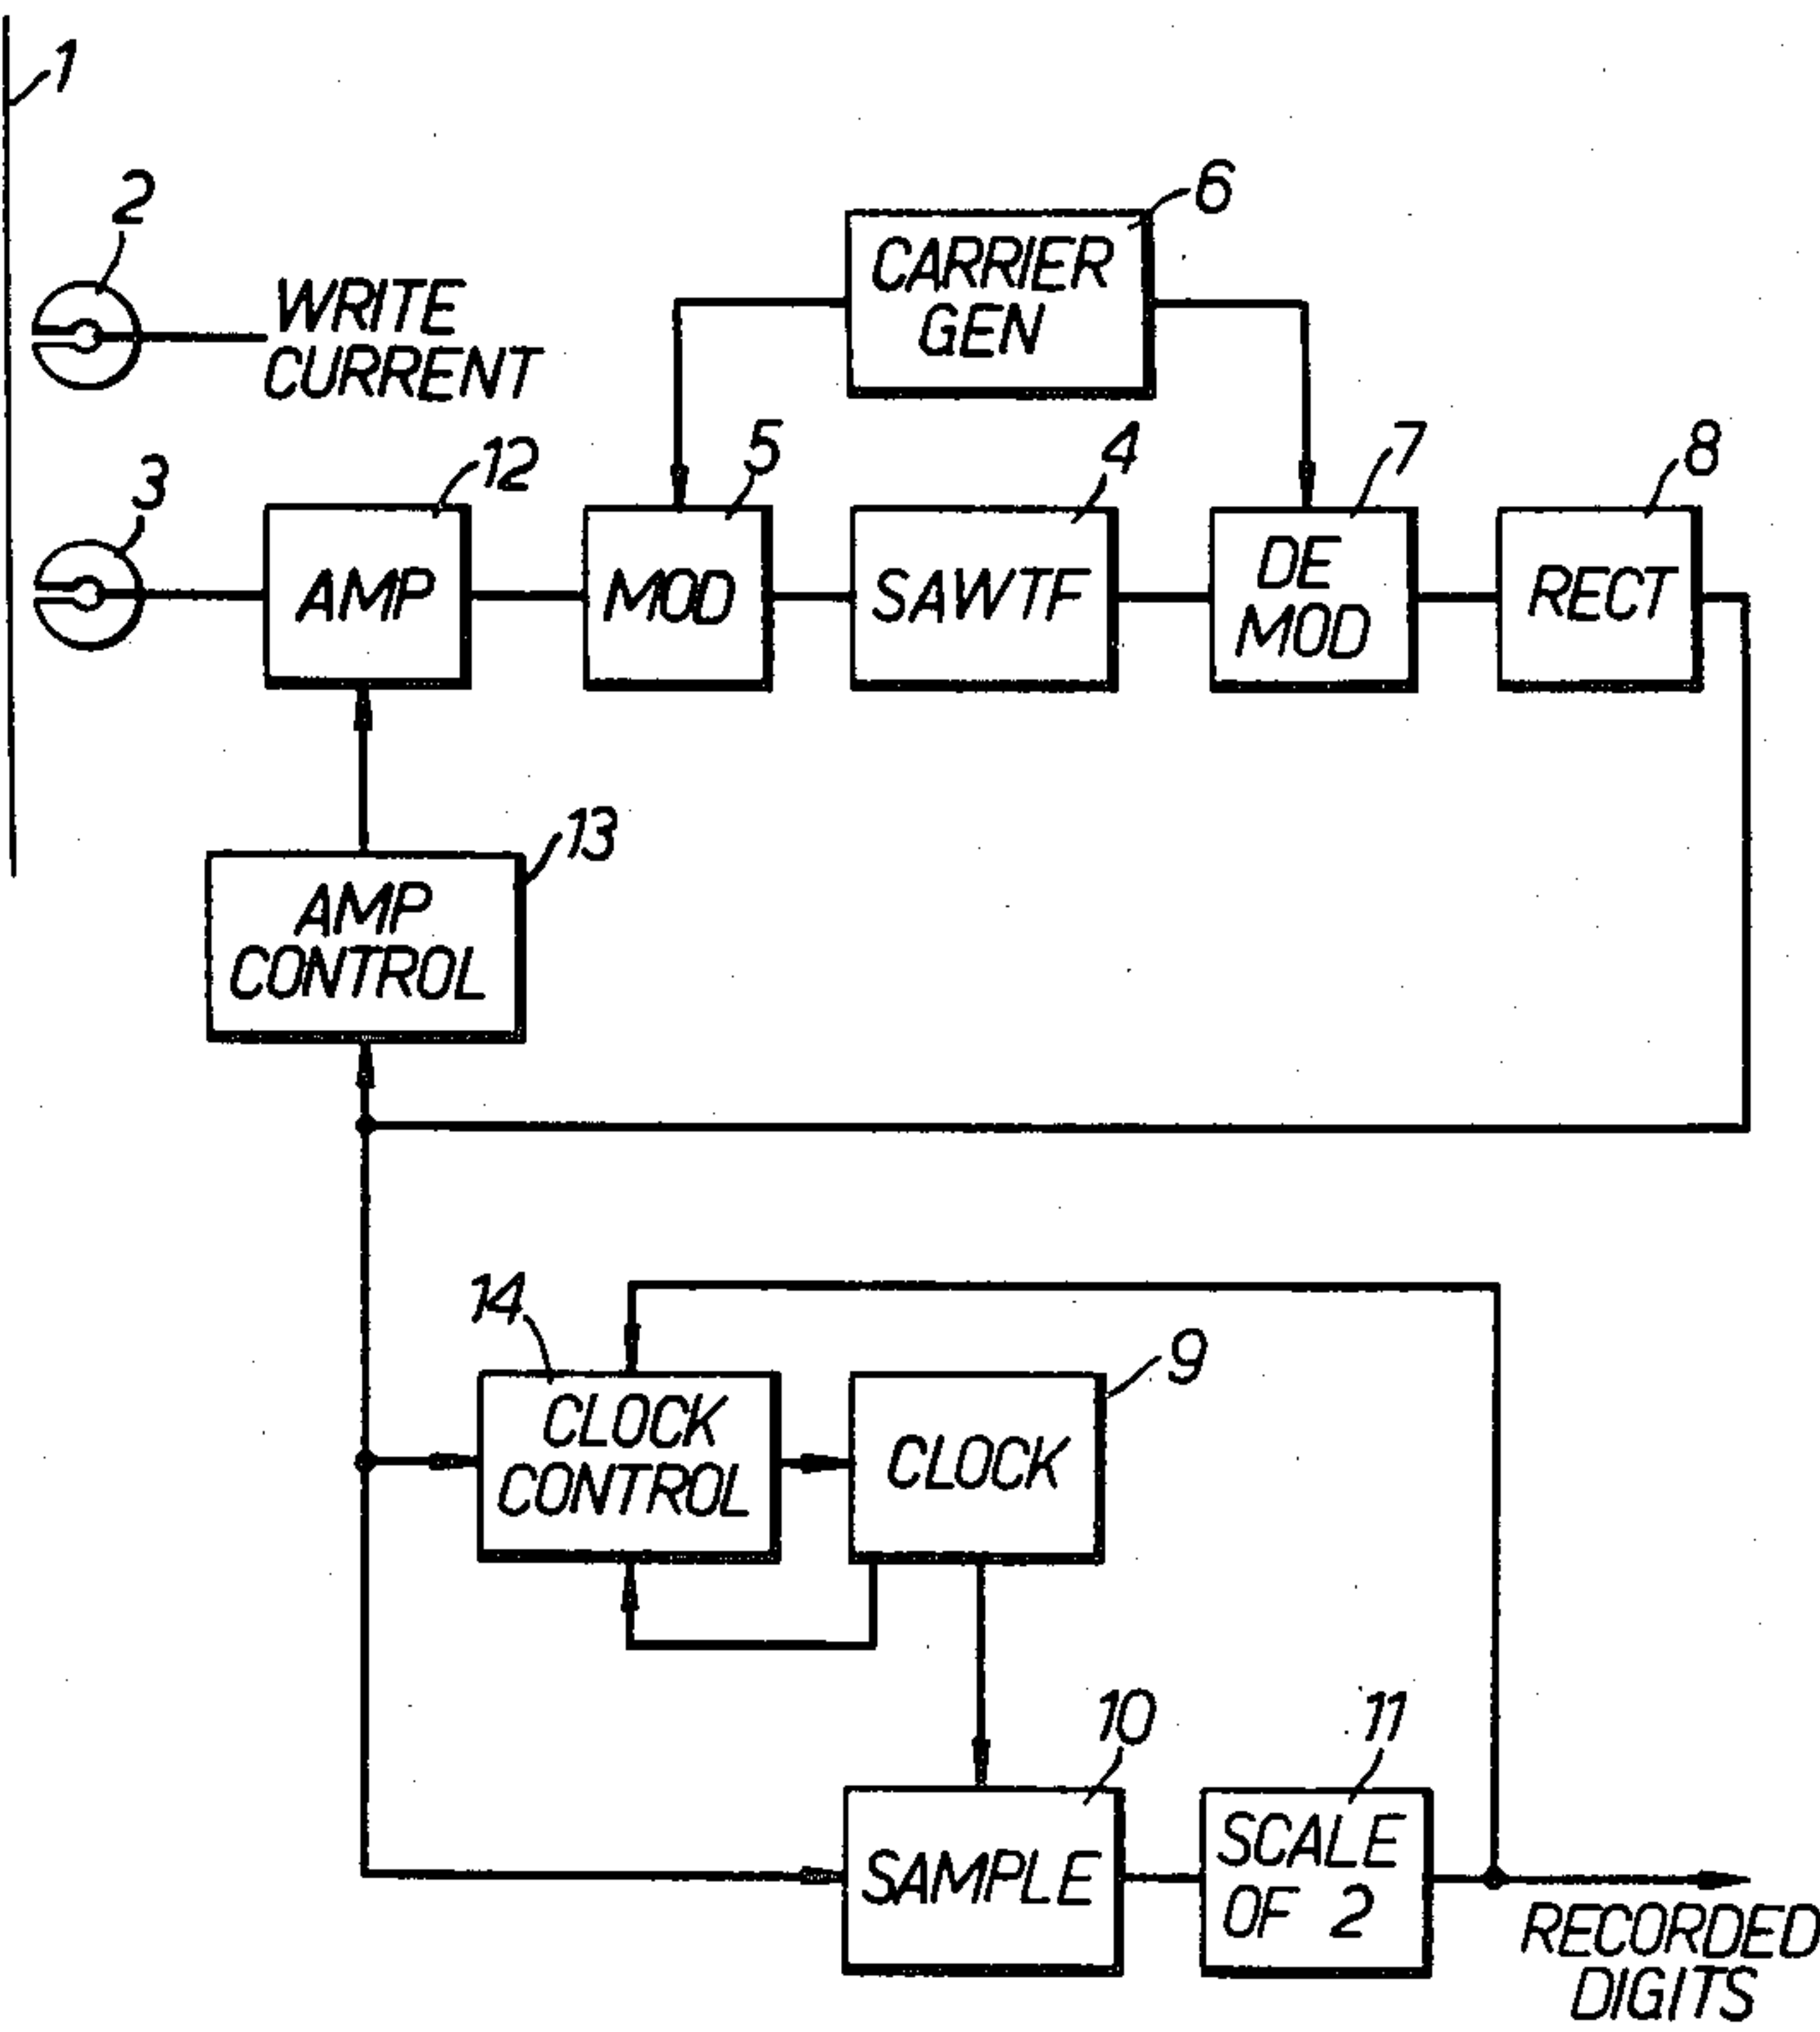 1
2
WRITE
CURRENT
6
CARRIER
GEN
3
12
AMP
5
MOD
4
SAWTF
7
DE
MOD
8
RECT
13
AMP
CONTROL
14
CLOCK
CONTROL
9
CLOCK
10
SAMPLE
11
SCALE
OF 2
RECORDED
DIGITS